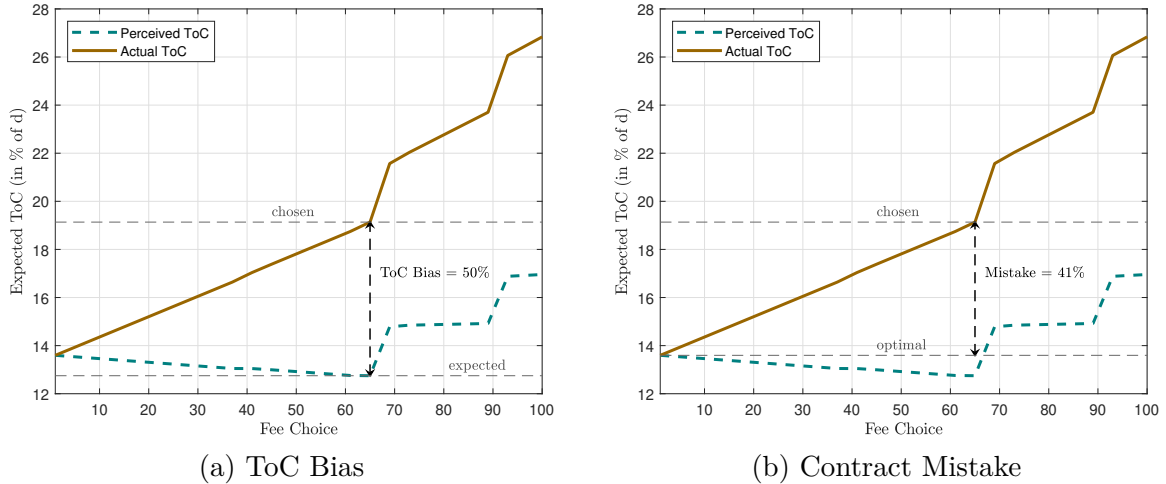 28
26
24
22
20
18
16
14
12
Expected ToC (in % of d)
Perceived ToC
Actual ToC
chosen
ToC Bias = 50%
expected
10 20 30 40 50 60 70 80 90 100
Fee Choice
(a) ToC Bias
28
26
24
22
20
18
16
14
12
Expected ToC (in % of d)
Perceived ToC
Actual ToC
chosen
Mistake = 41%
optimal
10 20 30 40 50 60 70 80 90 100
Fee Choice
(b) Contract Mistake